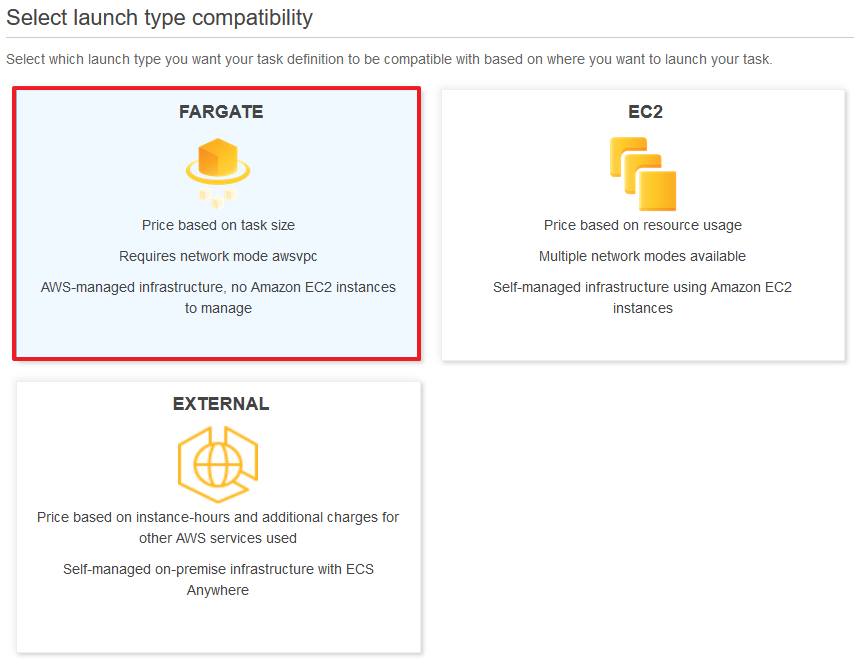 Select launch type compatibility
Select which launch type you want your task definition to be compatible with based on where you want to launch your task.
FARGATE
Price based on task size
Requires network mode awsvpc
AWS-managed infrastructure, no Amazon EC2 instances
to manage
EC2
Price based on resource usage
Multiple network modes available
Self-managed infrastructure using Amazon EC2
instances
EXTERNAL
Price based on instance-hours and additional charges for
other AWS services used
Self-managed on-premise infrastructure with ECS
Anywhere